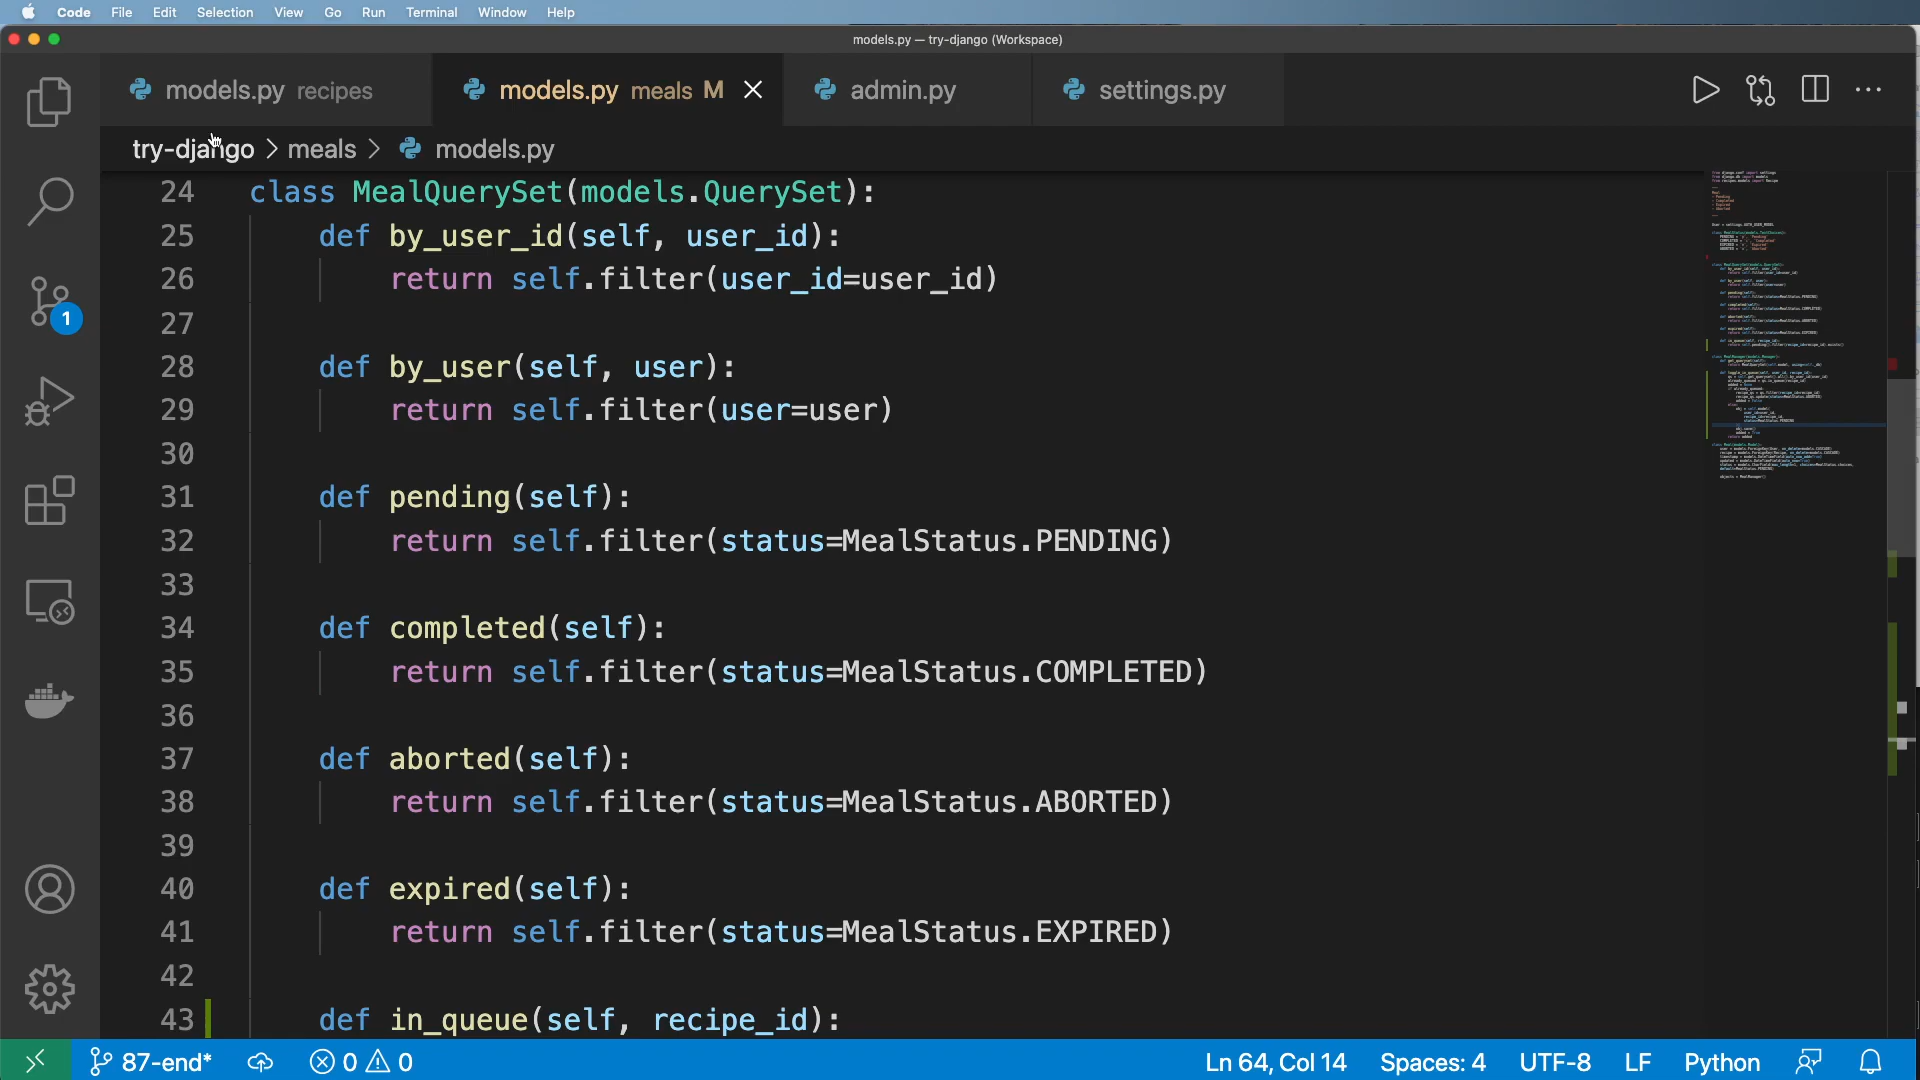 Code File Edit Selection View Go Run Terminal Window Help
models.py — try-django (Workspace)
models.py recipes models.py meals M admin.py settings.py
try-django > meals > models.py
24 class MealQuerySet(models.QuerySet):
25 def by_user_id(self, user_id):
26 return self.filter(user_id=user_id)
27
28 def by_user(self, user):
29 return self.filter(user=user)
30
31 def pending(self):
32 return self.filter(status=MealStatus.PENDING)
33
34 def completed(self):
35 return self.filter(status=MealStatus.COMPLETED)
36
37 def aborted(self):
38 return self.filter(status=MealStatus.ABORTED)
39
40 def expired(self):
41 return self.filter(status=MealStatus.EXPIRED)
42
43 def in_queue(self, recipe_id):
1
87-end* 0 0 Ln 64, Col 14 Spaces: 4 UTF-8 LF Python